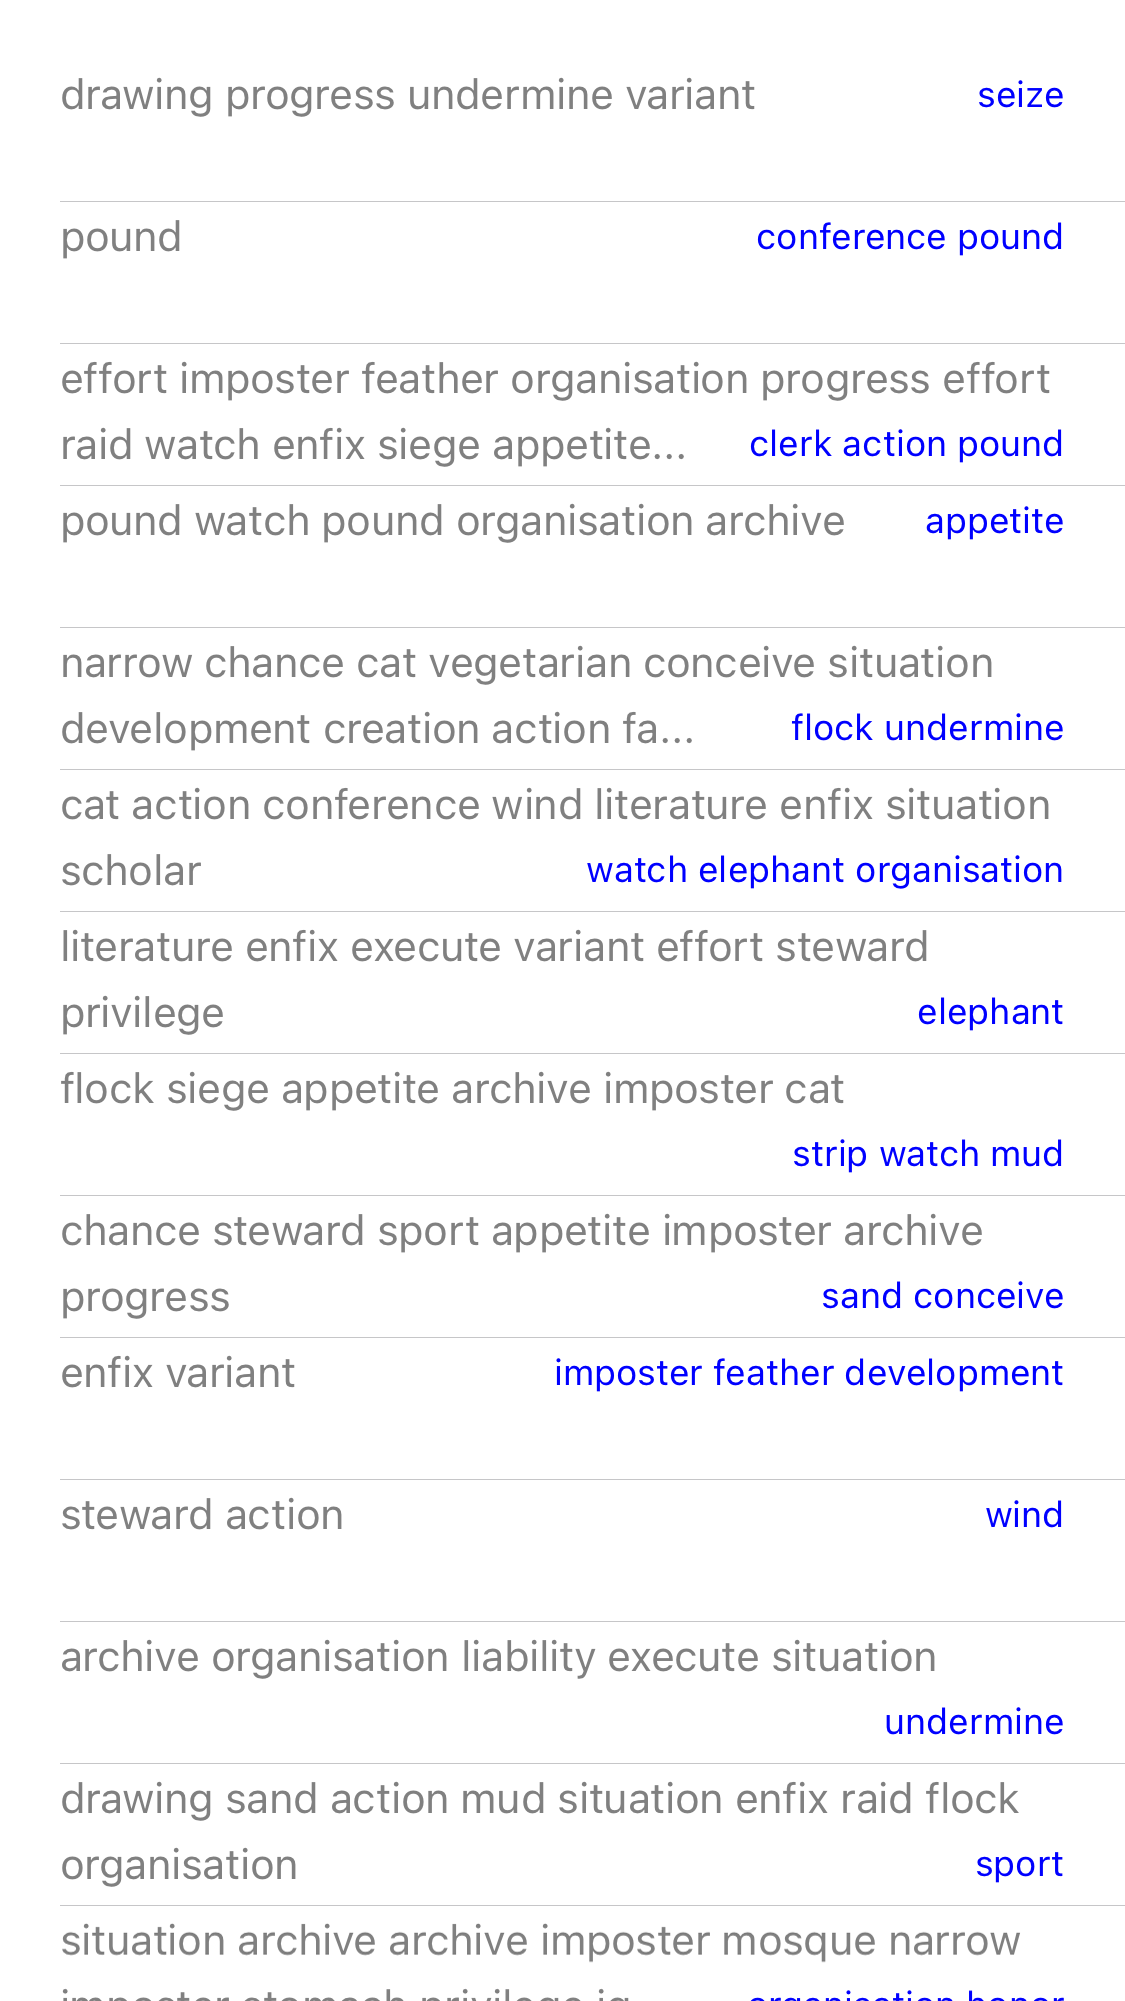 drawing progress undermine variant seize
pound conference pound
effort imposter feather organisation progress effort
raid watch enfix siege appetite... clerk action pound
pound watch pound organisation archive appetite
narrow chance cat vegetarian conceive situation
development creation action fa... flock undermine
cat action conference wind literature enfix situation
scholar watch elephant organisation
literature enfix execute variant effort steward
privilege elephant
flock siege appetite archive imposter cat
strip watch mud
chance steward sport appetite imposter archive
progress sand conceive
enfix variant imposter feather development
steward action wind
archive organisation liability execute situation
undermine
drawing sand action mud situation enfix raid flock
organisation sport
situation archive archive imposter mosque narrow
imposter stomach privilege organisation